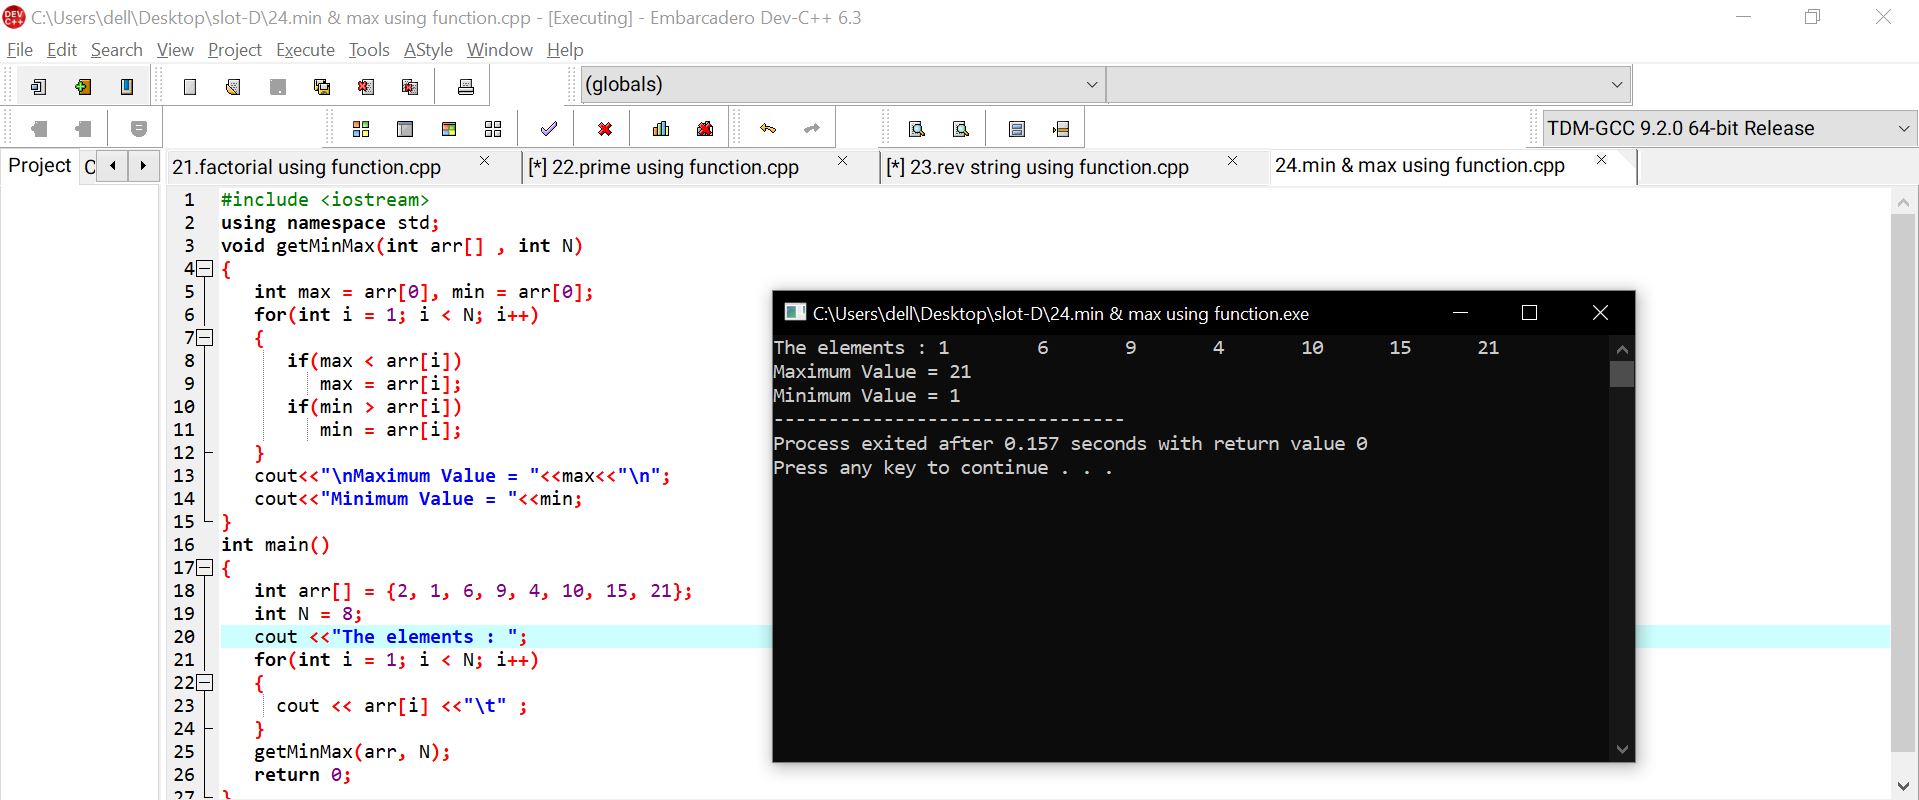 C:\Users\dell\Desktop\slot-D\24.min & max using function.cpp - [Executing] - Embarcadero Dev-C++ 6.3
File Edit Search View Project Execute Tools AStyle Window Help
(globals)
TDM-GCC 9.2.0 64-bit Release
Project C 21.factorial using function.cpp [*] 22.prime using function.cpp [*] 23.rev string using function.cpp 24.min & max using function.cpp
1 #include <iostream>
2 using namespace std;
3 void getMinMax(int arr[] , int N)
4 {
5 int max = arr[0], min = arr[0];
6 for(int i = 1; i < N; i++)
7 {
8 if(max < arr[i])
9 max = arr[i];
10 if(min > arr[i])
11 min = arr[i];
12 }
13 cout<<"\nMaximum Value = "<<max<<"\n";
14 cout<<"Minimum Value = "<<min;
15 }
16 int main()
17 {
18 int arr[] = {2, 1, 6, 9, 4, 10, 15, 21};
19 int N = 8;
20 cout <<"The elements : ";
21 for(int i = 1; i < N; i++)
22 {
23 cout << arr[i] <<"\t" ;
24 }
25 getMinMax(arr, N);
26 return 0;
27 }
C:\Users\dell\Desktop\slot-D\24.min & max using function.exe
The elements : 1 6 9 4 10 15 21
Maximum Value = 21
Minimum Value = 1
--------------------------------
Process exited after 0.157 seconds with return value 0
Press any key to continue . . .